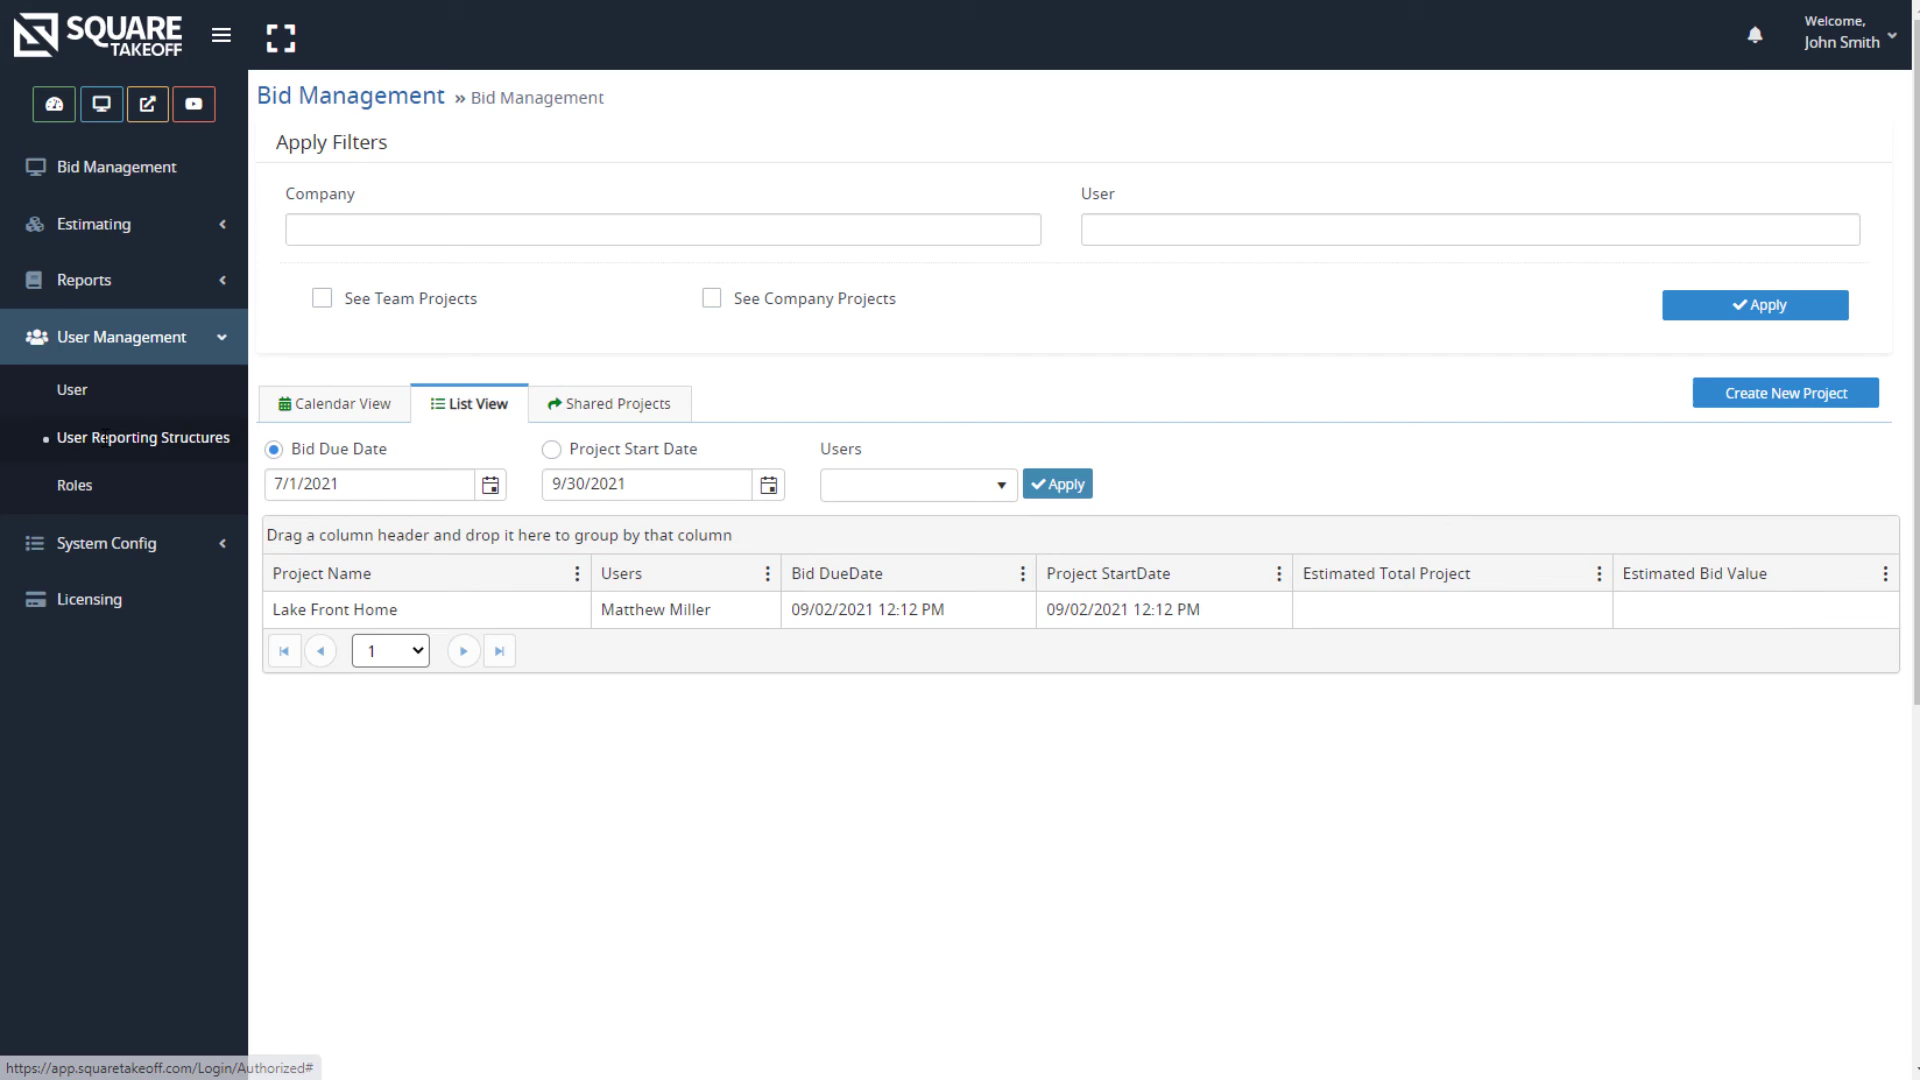 SQUARE
TAKEOFF
Welcome,
John Smith
Bid Management
Estimating
Reports
User Management
User
User Reporting Structures
Roles
System Config
Licensing
Bid Management » Bid Management
Apply Filters
Company
User
See Team Projects
See Company Projects
Apply
Calendar View
List View
Shared Projects
Create New Project
Bid Due Date
Project Start Date
Users
7/1/2021
9/30/2021
Apply
Drag a column header and drop it here to group by that column
Project Name
Users
Bid DueDate
Project StartDate
Estimated Total Project
Estimated Bid Value
Lake Front Home
Matthew Miller
09/02/2021 12:12 PM
09/02/2021 12:12 PM
1
https://app.squaretakeoff.com/Login/Authorized#